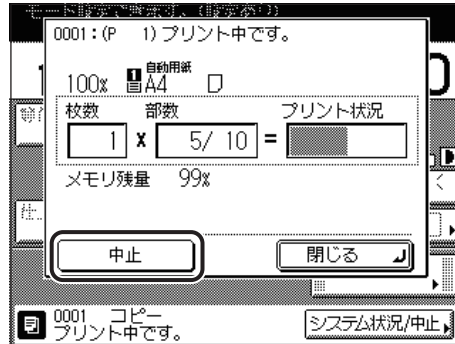 0001:(P 1)プリント中です。
自動用紙
100% 1 A4
枚数 部数 プリント状況
1 x 5/ 10 =
メモリ残量 99%
中止 閉じる
0001 コピー
プリント中です。
システム状況/中止